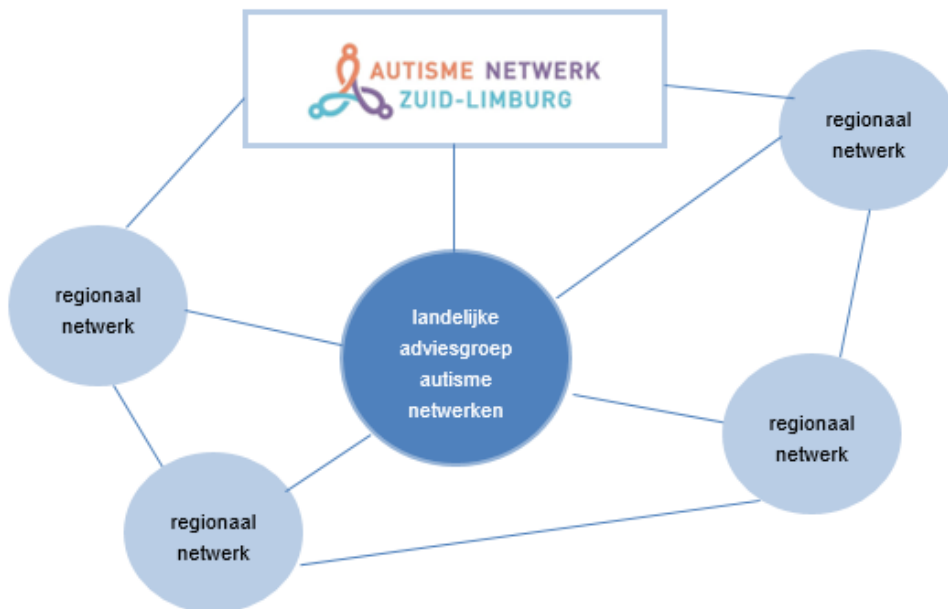 AUTISME NETWERK
ZUID-LIMBURG
regionaal
netwerk
regionaal
netwerk
landelijke
adviesgroep
autisme
netwerken
regionaal
netwerk
regionaal
netwerk